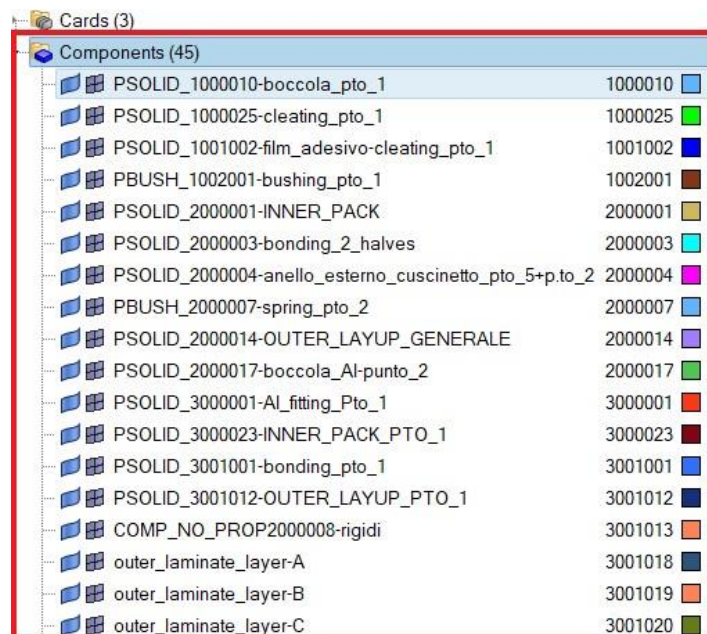 Cards (3)
Components (45)
PSOLID_1000010-boccola_pto_1 1000010
PSOLID_1000025-cleating_pto_1 1000025
PSOLID_1001002-film_adesivo-cleating_pto_1 1001002
PBUSH_1002001-bushing_pto_1 1002001
PSOLID_2000001-INNER_PACK 2000001
PSOLID_2000003-bonding_2_halves 2000003
PSOLID_2000004-anello_esterno_cuscinetto_pto_5+p.to_2 2000004
PBUSH_2000007-spring_pto_2 2000007
PSOLID_2000014-OUTER_LAYUP_GENERALE 2000014
PSOLID_2000017-boccola_Al-punto_2 2000017
PSOLID_3000001-Al_fitting_Pto_1 3000001
PSOLID_3000023-INNER_PACK_PTO_1 3000023
PSOLID_3001001-bonding_pto_1 3001001
PSOLID_3001012-OUTER_LAYUP_PTO_1 3001012
COMP_NO_PROP2000008-rigidi 3001013
outer_laminate_layer-A 3001018
outer_laminate_layer-B 3001019
outer_laminate_layer-C 3001020